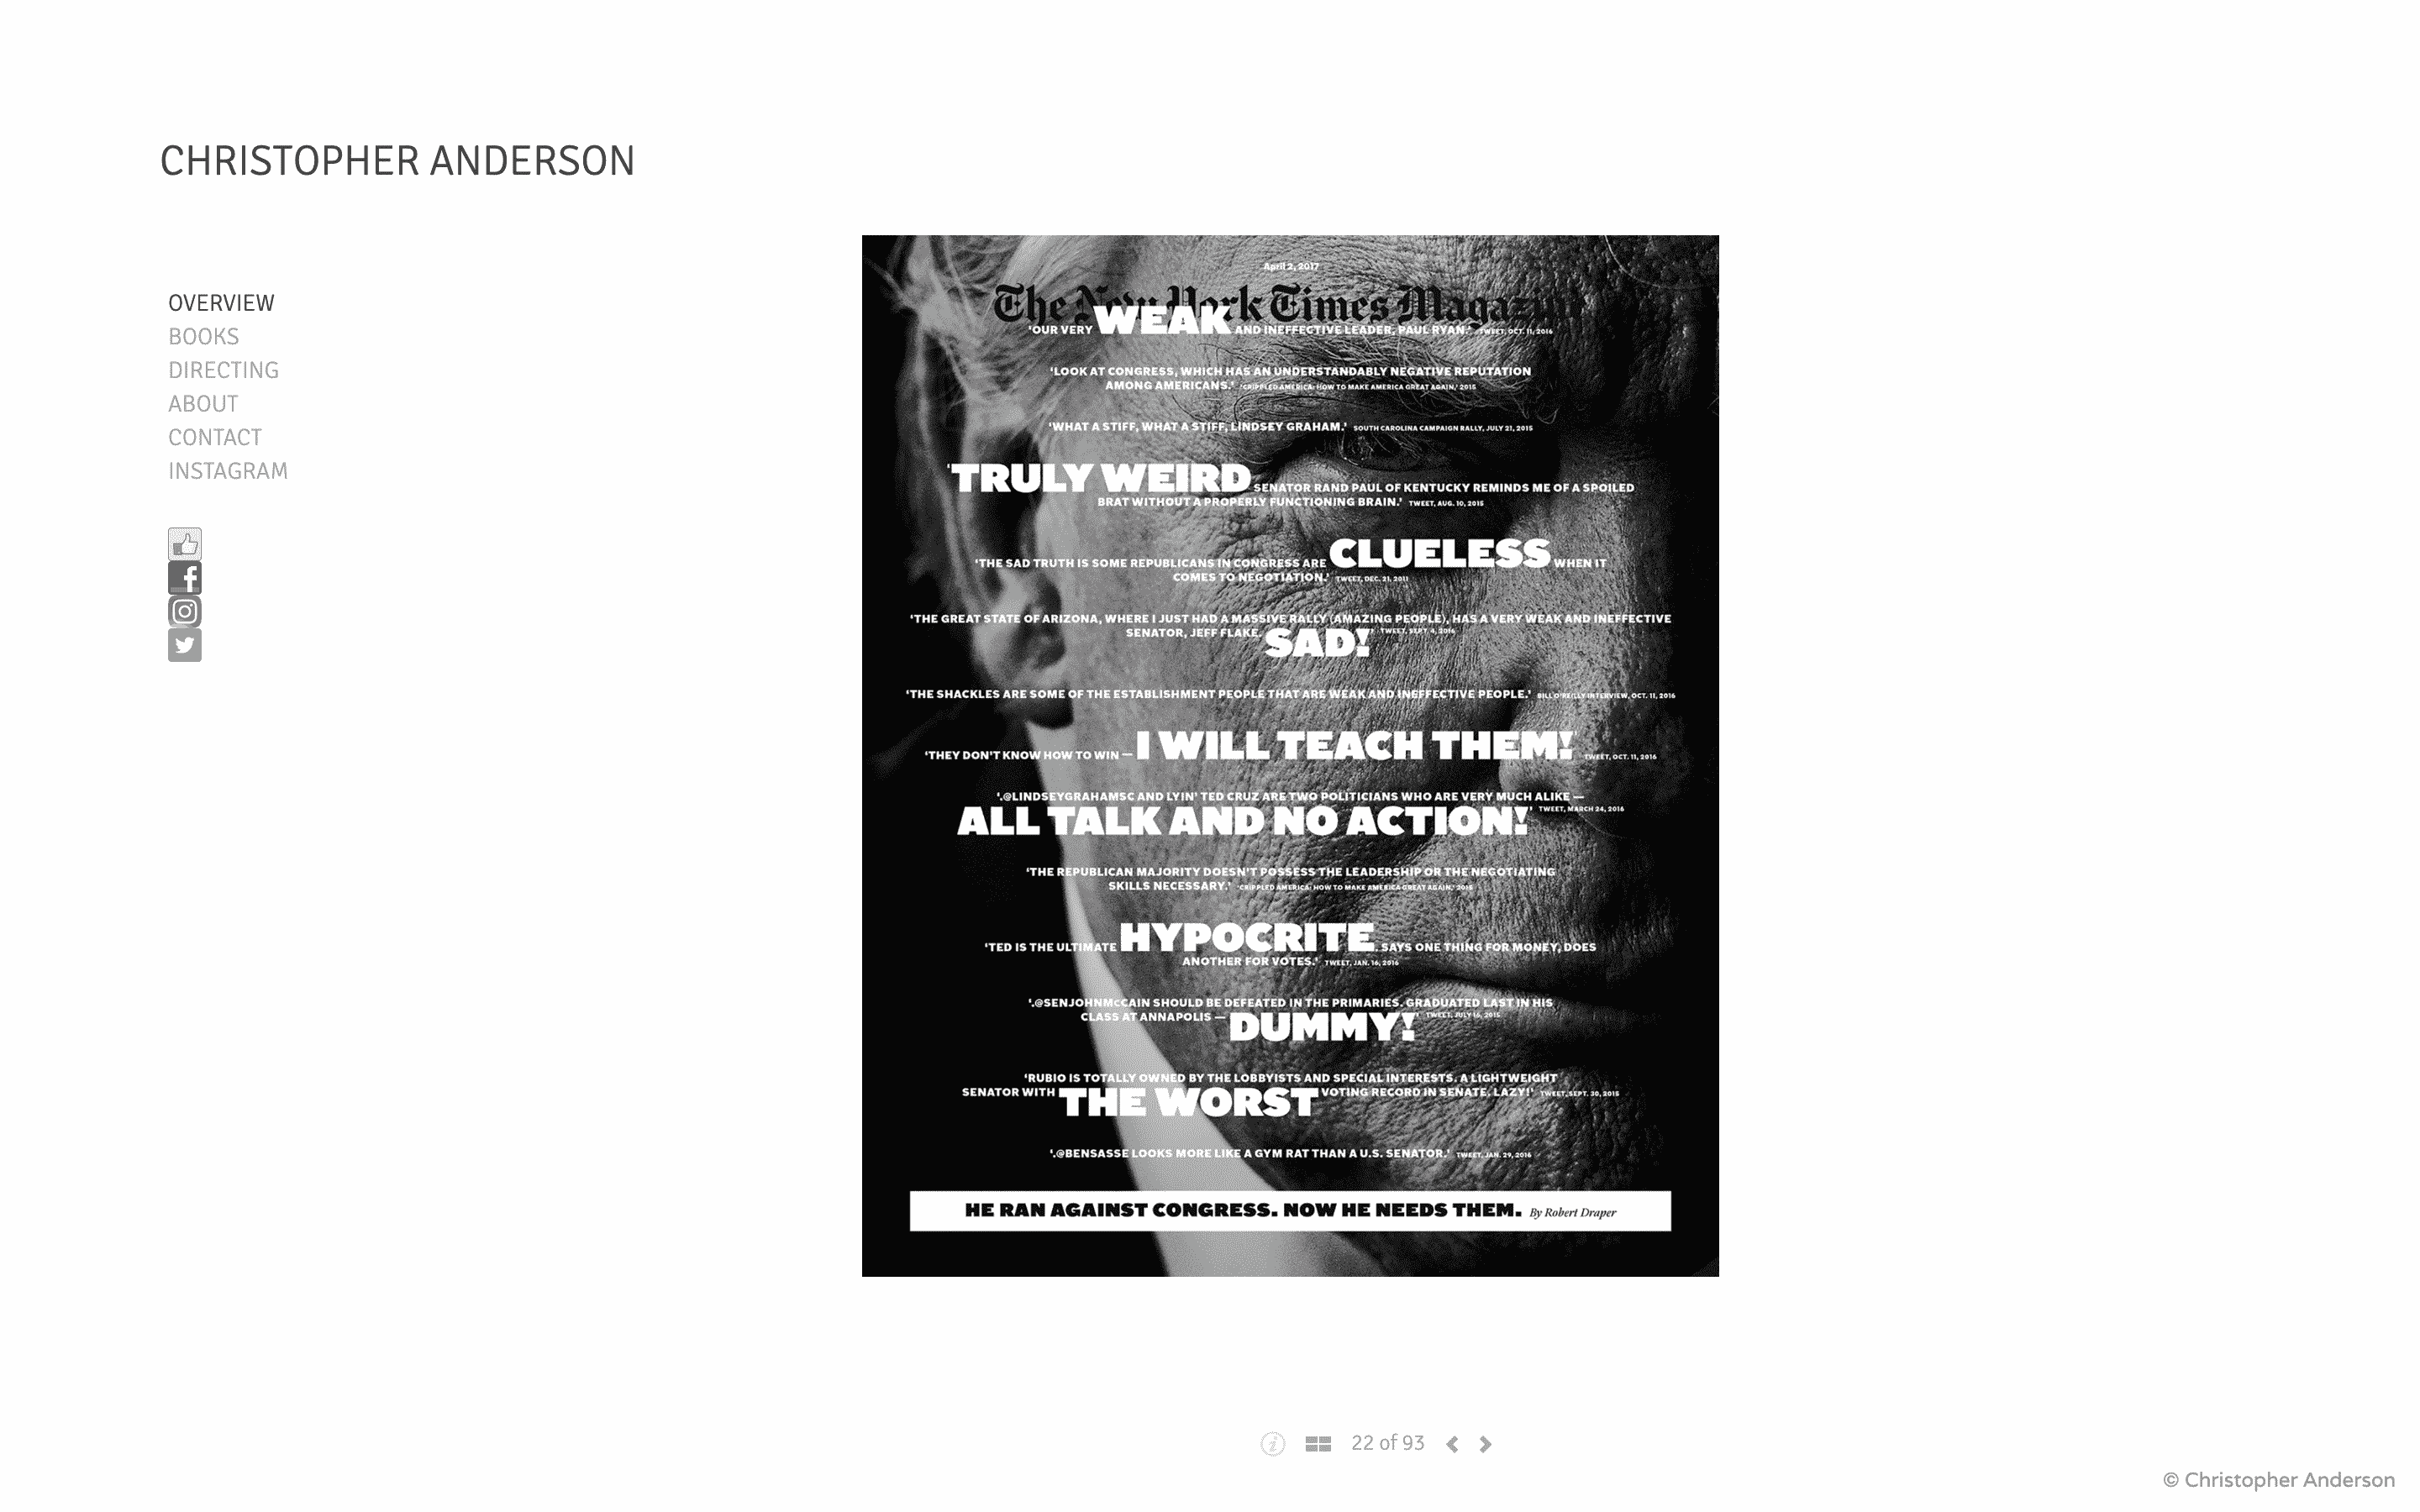 CHRISTOPHER ANDERSON
OVERVIEW
BOOKS
DIRECTING
ABOUT
CONTACT
INSTAGRAM
f
April 2, 2017
The New York Times Magazine
‘OUR VERY WEAK AND INEFFECTIVE LEADER, PAUL RYAN.’ TWEET, OCT. 11, 2016
‘LOOK AT CONGRESS, WHICH HAS AN UNDERSTANDABLY NEGATIVE REPUTATION
AMONG AMERICANS.’ ‘CRIPPLED AMERICA: HOW TO MAKE AMERICA GREAT AGAIN,’ 2015
‘WHAT A STIFF, WHAT A STIFF, LINDSEY GRAHAM.’ SOUTH CAROLINA CAMPAIGN RALLY, JULY 21, 2015
‘TRULY WEIRD SENATOR RAND PAUL OF KENTUCKY REMINDS ME OF A SPOILED
BRAT WITHOUT A PROPERLY FUNCTIONING BRAIN.’ TWEET, AUG. 10, 2015
‘THE SAD TRUTH IS SOME REPUBLICANS IN CONGRESS ARE CLUELESS WHEN IT
COMES TO NEGOTIATION.’ TWEET, DEC. 21, 2011
‘THE GREAT STATE OF ARIZONA, WHERE I JUST HAD A MASSIVE RALLY (AMAZING PEOPLE), HAS A VERY WEAK AND INEFFECTIVE
SENATOR, JEFF FLAKE. SAD!’ TWEET, SEPT. 4, 2016
‘THE SHACKLES ARE SOME OF THE ESTABLISHMENT PEOPLE THAT ARE WEAK AND INEFFECTIVE PEOPLE.’ BILL O’REILLY INTERVIEW, OCT. 11, 2016
‘THEY DON’T KNOW HOW TO WIN — I WILL TEACH THEM!’ TWEET, OCT. 11, 2016
‘.@LINDSEYGRAHAMSC AND LYIN’ TED CRUZ ARE TWO POLITICIANS WHO ARE VERY MUCH ALIKE —
ALL TALK AND NO ACTION!’ TWEET, MARCH 24, 2016
‘THE REPUBLICAN MAJORITY DOESN’T POSSESS THE LEADERSHIP OR THE NEGOTIATING
SKILLS NECESSARY.’ ‘CRIPPLED AMERICA: HOW TO MAKE AMERICA GREAT AGAIN,’ 2015
‘TED IS THE ULTIMATE HYPOCRITE. SAYS ONE THING FOR MONEY, DOES
ANOTHER FOR VOTES.’ TWEET, JAN. 16, 2016
‘.@SENJOHNMCCAIN SHOULD BE DEFEATED IN THE PRIMARIES. GRADUATED LAST IN HIS
CLASS AT ANNAPOLIS — DUMMY!’ TWEET, JULY 16, 2015
‘RUBIO IS TOTALLY OWNED BY THE LOBBYISTS AND SPECIAL INTERESTS. A LIGHTWEIGHT
SENATOR WITH THE WORST VOTING RECORD IN SENATE. LAZY!’ TWEET, SEPT. 30, 2015
‘.@BENSASSE LOOKS MORE LIKE A GYM RAT THAN A U.S. SENATOR.’ TWEET, JAN. 29, 2016
HE RAN AGAINST CONGRESS. NOW HE NEEDS THEM. By Robert Draper
i 22 of 93
© Christopher Anderson